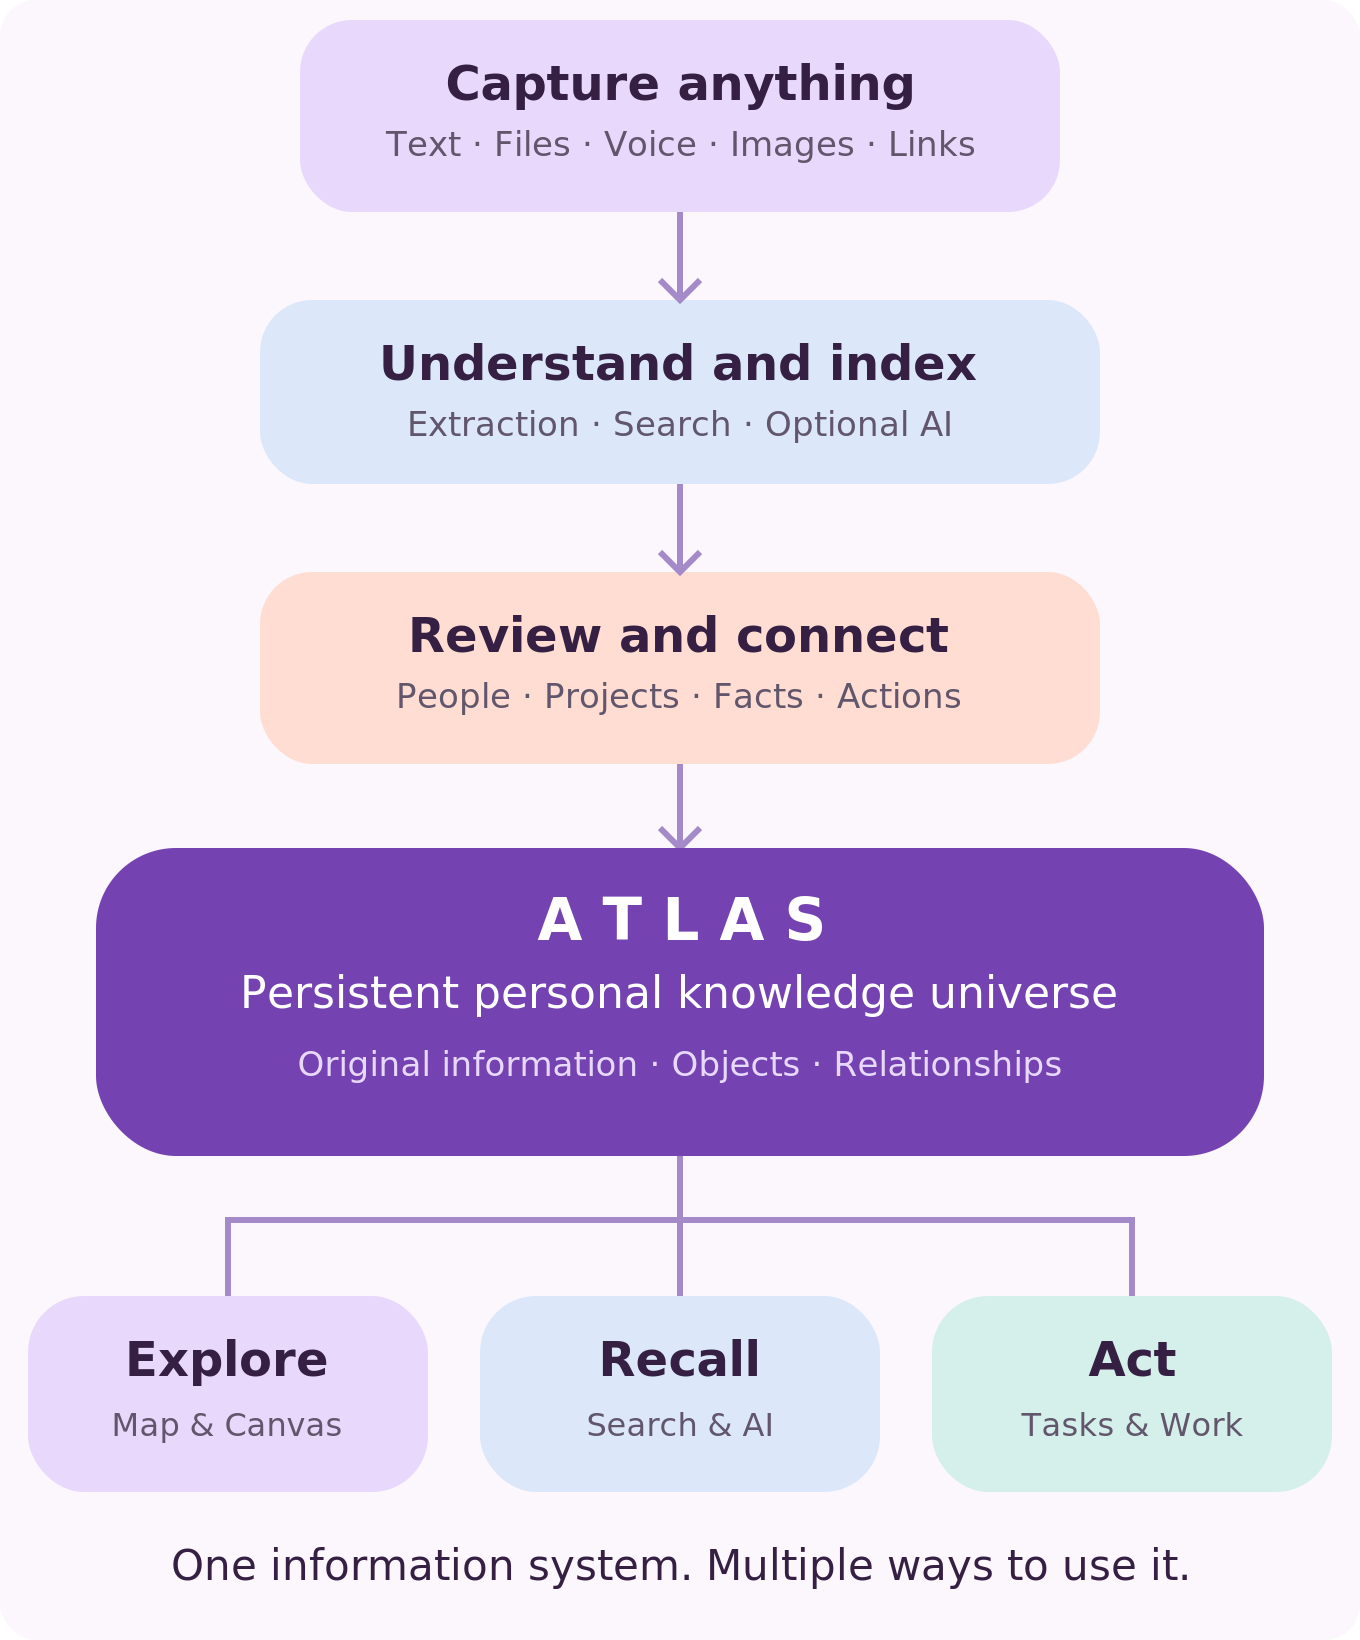 Capture anything
Text · Files · Voice · Images · Links
Understand and index
Extraction · Search · Optional AI
Review and connect
People · Projects · Facts · Actions
ATLAS
Persistent personal knowledge universe
Original information · Objects · Relationships
Explore
Map & Canvas
Recall
Search & AI
Act
Tasks & Work
One information system. Multiple ways to use it.